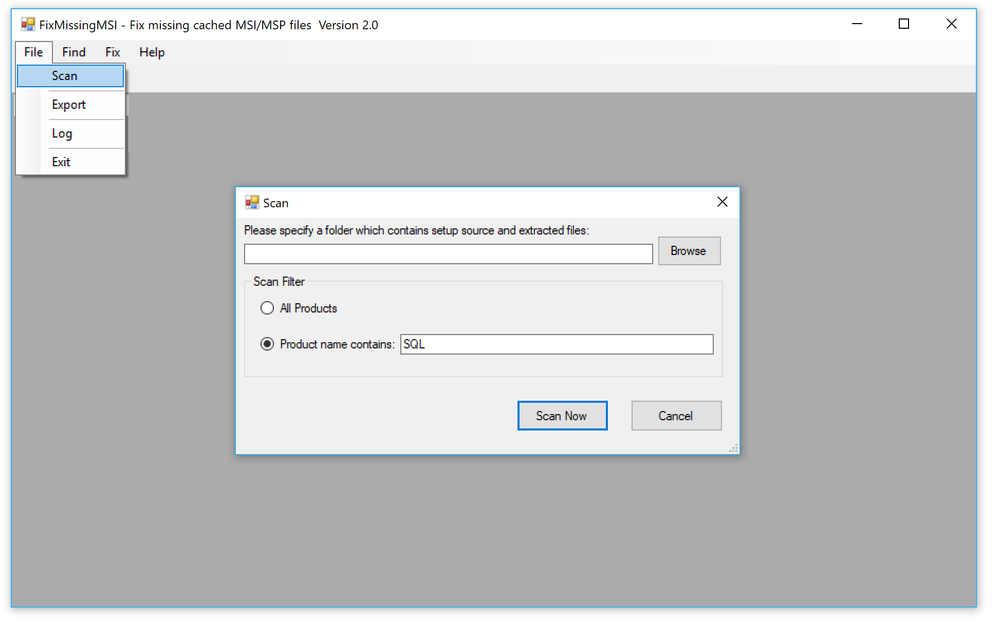 FixMissingMSI - Fix missing cached MSI/MSP files  Version 2.0
File Find Fix Help
Scan
Export
Log
Exit
Scan
Please specify a folder which contains setup source and extracted files:
Browse
Scan Filter
All Products
Product name contains: SQL
Scan Now Cancel